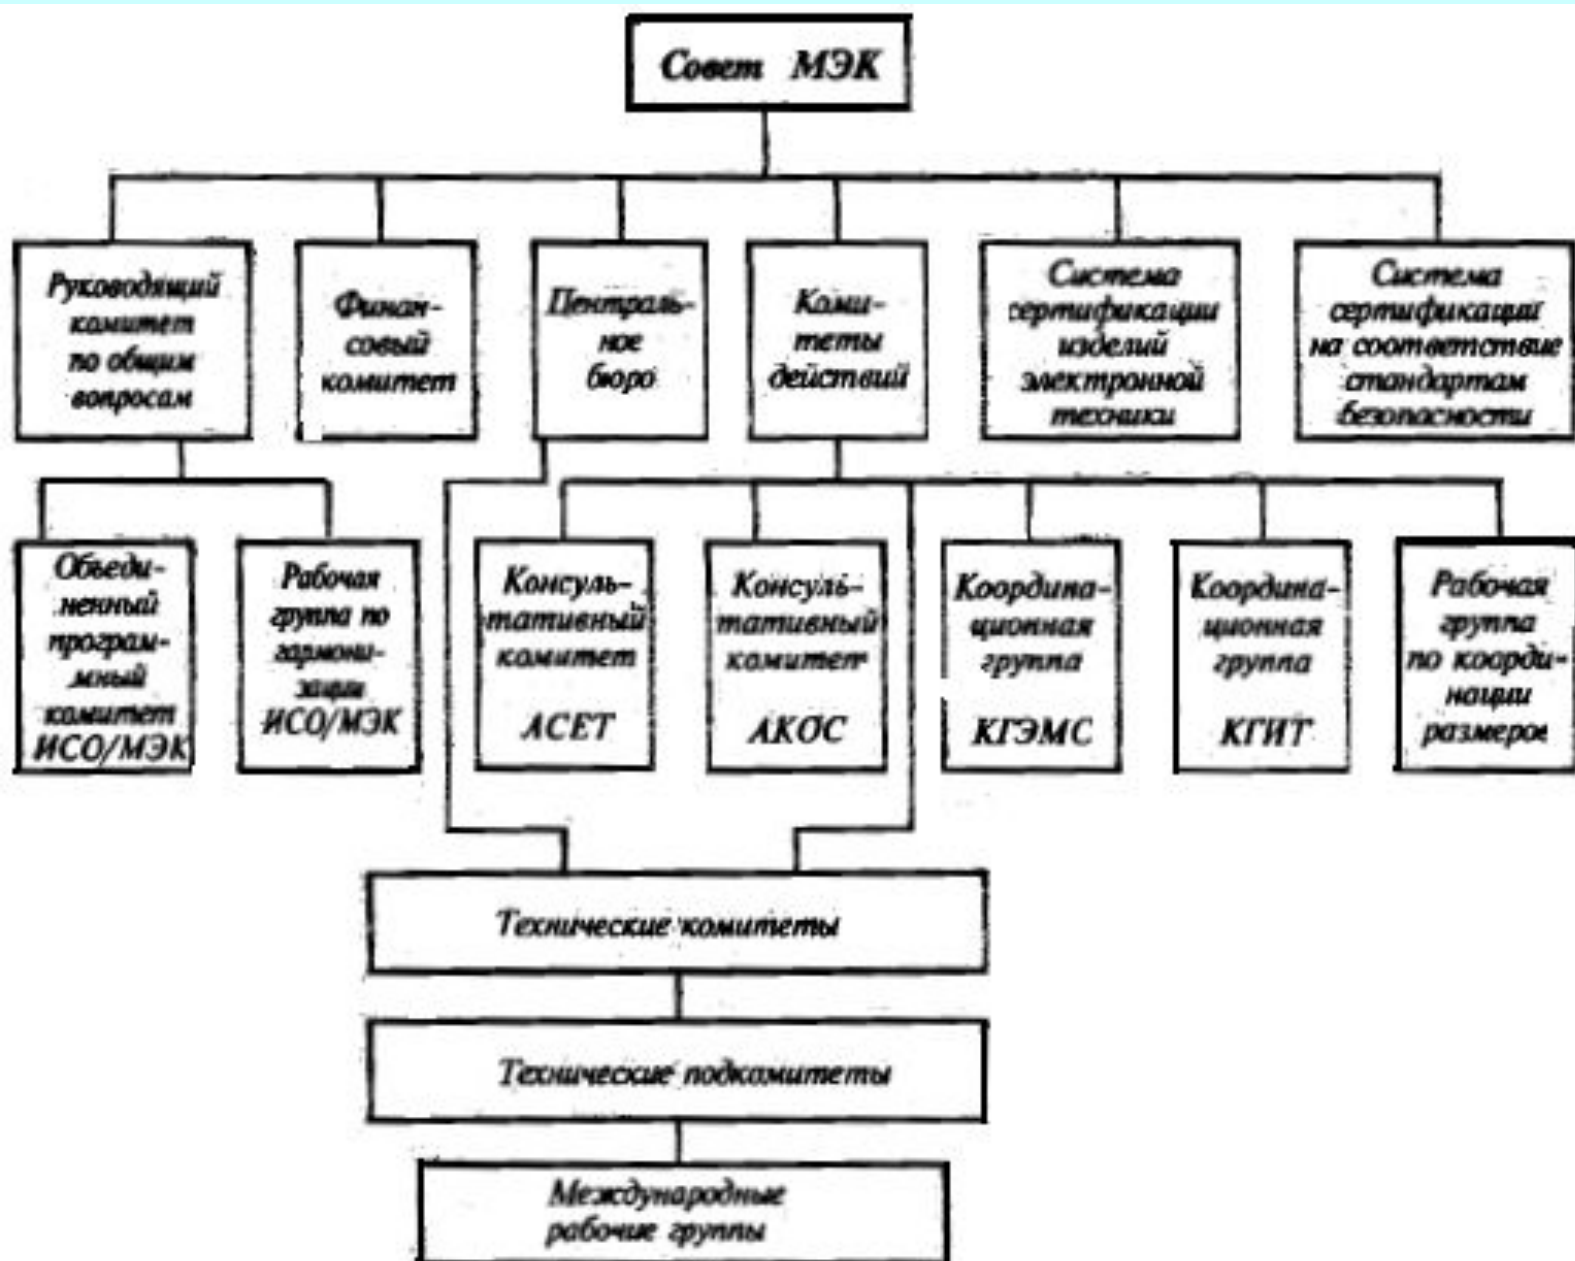 Совет МЭК
Руководящий
комитет
по общим
вопросам
Финан-
совый
комитет
Централь-
ное
бюро
Коми-
теты
действий
Система
сертификации
изделий
электронной
техники
Система
сертификаций
на соответствие
стандартам
безопасности
Объеди-
ненный
програм-
мный
комитет
ИСО/МЭК
Рабочая
группа по
гармони-
зации
ИСО/МЭК
Консуль-
тативный
комитет
АСЕТ
Консуль-
тативный
комитет
АКОС
Координа-
ционная
группа
КГЭМС
Координа-
ционная
группа
КГИТ
Рабочая
группа
по коорди-
нации
размеров
Технические комитеты
Технические подкомитеты
Международные
рабочие группы